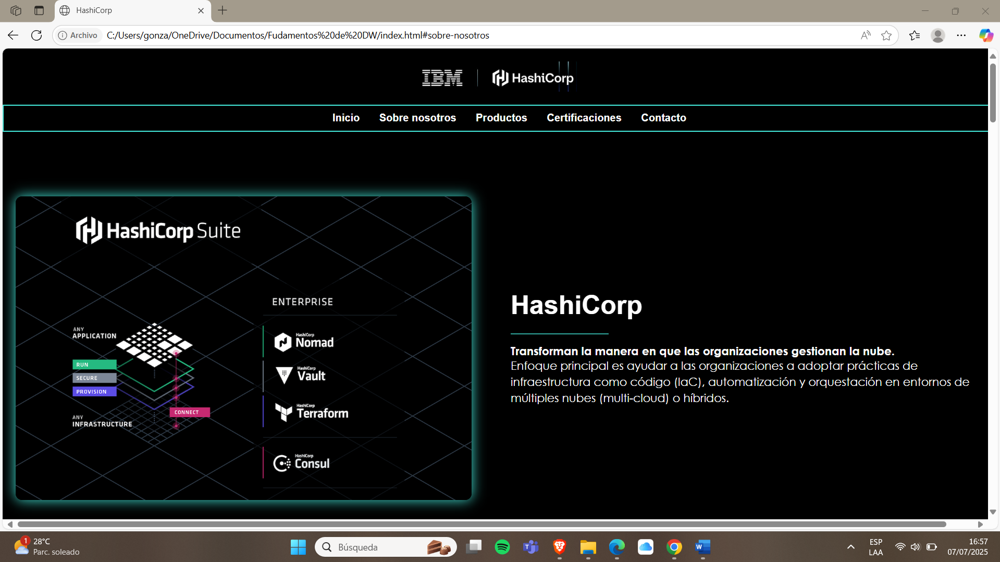 HashiCorp
Archivo
C:/Users/gonza/OneDrive/Documentos/Fudamentos%20de%20DW/index.html#sobre-nosotros
IBM
HashiCorp
Inicio
Sobre nosotros
Productos
Certificaciones
Contacto
HashiCorp Suite
ENTERPRISE
ANY
APPLICATION
RUN
SECURE
PROVISION
CONNECT
ANY
INFRASTRUCTURE
HashiCorp
Nomad
HashiCorp
Vault
HashiCorp
Terraform
HashiCorp
Consul
HashiCorp
Transforman la manera en que las organizaciones gestionan la nube.
Enfoque principal es ayudar a las organizaciones a adoptar prácticas de
infraestructura como código (IaC), automatización y orquestación en entornos de
múltiples nubes (multi-cloud) o híbridos.
1
28°C
Parc. soleado
Búsqueda
ESP
LAA
16:57
07/07/2025